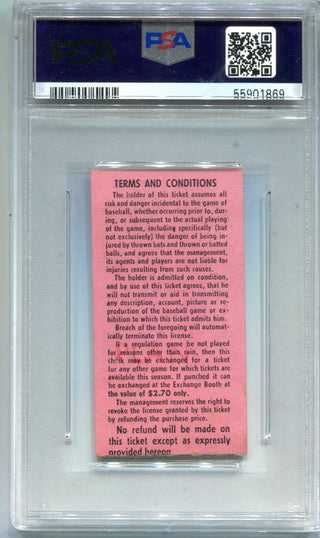 PSA
PSA
55901869
TERMS AND CONDITIONS
The holder of this ticket assumes all
risk and danger incidental to the game of
baseball, whether occurring prior to, dur-
ing, or subsequent to the actual playing
of the game, including specifically (but
not exclusively) the danger of being in-
jured by thrown bats and thrown or batted
balls, and agrees that the management,
its agents and players are not liable for
injuries resulting from such causes.
The holder is admitted on condition, and
by use of this ticket agrees, that he
will not transmit or aid in transmitting
any description, account, picture or re-
production of the baseball game or ex-
hibition to which this ticket admits him.
Breach of the foregoing will automat-
ically terminate this license.
If a regulation game be not played
for reasons other than rain, then this
check may be exchanged for a ticket
for any other game for which tickets are
available this season. If punched it can
be exchanged at the Exchange Booth at
the value of $2.70 only.
The management reserves the right to
revoke the license granted by this ticket
by refunding the purchase price.
No refund will be made on
this ticket except as expressly
provided hereon